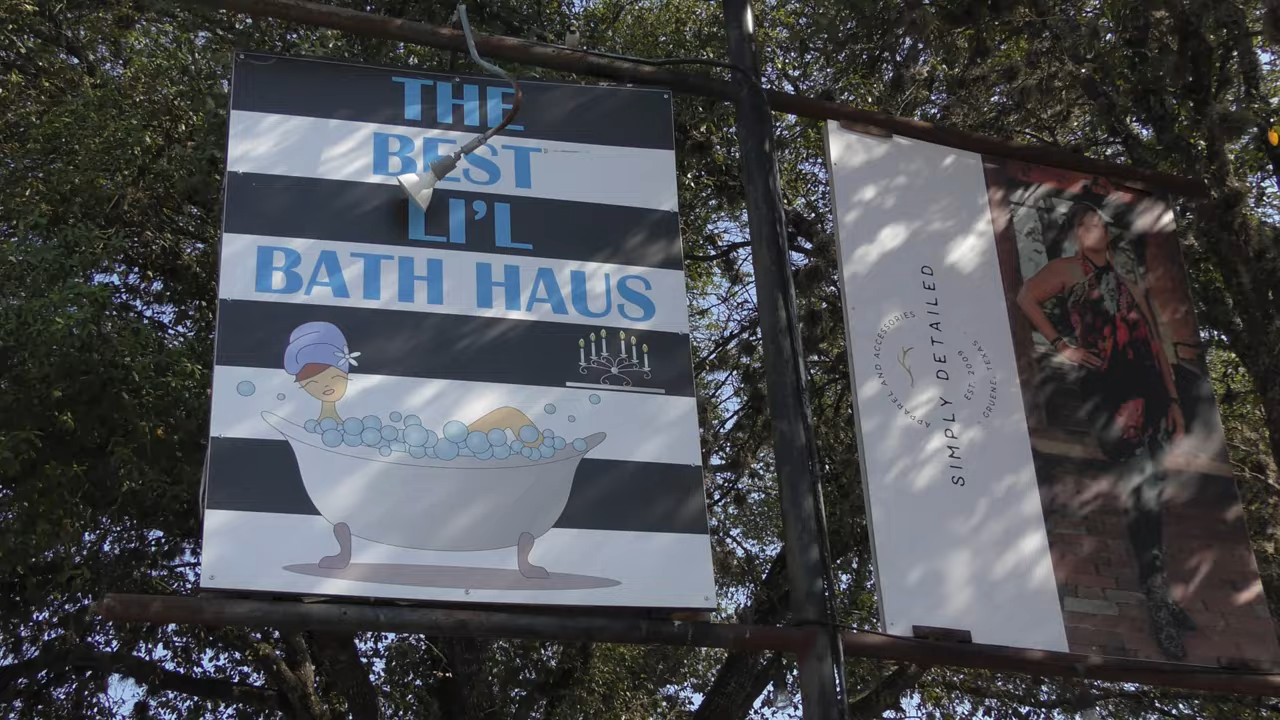 THE
BEST
LI'L
BATH HAUS
APPAREL AND ACCESSORIES
SIMPLY DETAILED
EST. 2009
GRUENE, TEXAS